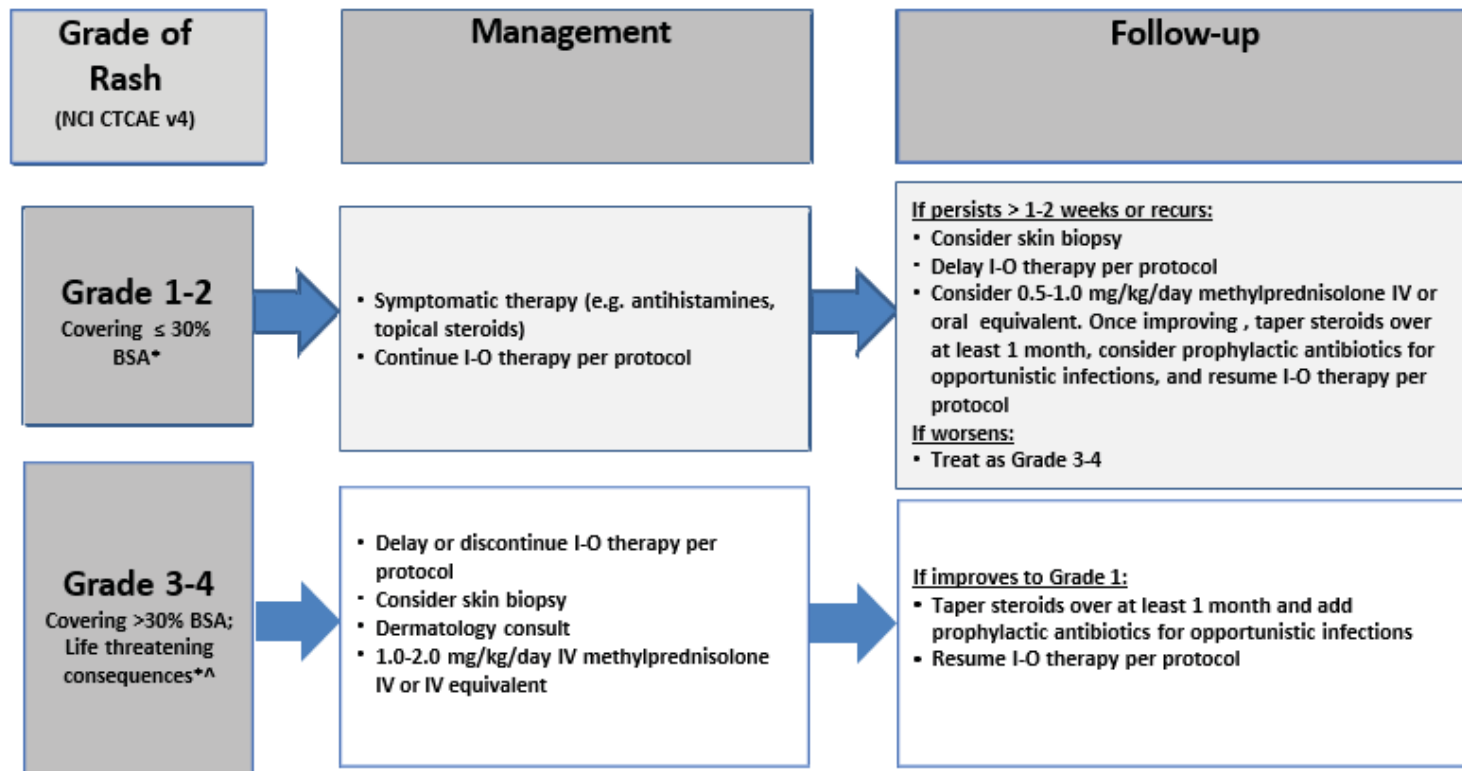 Grade of
Rash
(NCI CTCAE v4)
Management
Follow-up
Grade 1-2
Covering ≤ 30%
BSA*
• Symptomatic therapy (e.g. antihistamines,
topical steroids)
• Continue I-O therapy per protocol
If persists > 1-2 weeks or recurs:
• Consider skin biopsy
• Delay I-O therapy per protocol
• Consider 0.5-1.0 mg/kg/day methylprednisolone IV or
oral equivalent. Once improving , taper steroids over
at least 1 month, consider prophylactic antibiotics for
opportunistic infections, and resume I-O therapy per
protocol
If worsens:
• Treat as Grade 3-4
Grade 3-4
Covering >30% BSA;
Life threatening
consequences*^
• Delay or discontinue I-O therapy per
protocol
• Consider skin biopsy
• Dermatology consult
• 1.0-2.0 mg/kg/day IV methylprednisolone
IV or IV equivalent
If improves to Grade 1:
• Taper steroids over at least 1 month and add
prophylactic antibiotics for opportunistic infections
• Resume I-O therapy per protocol